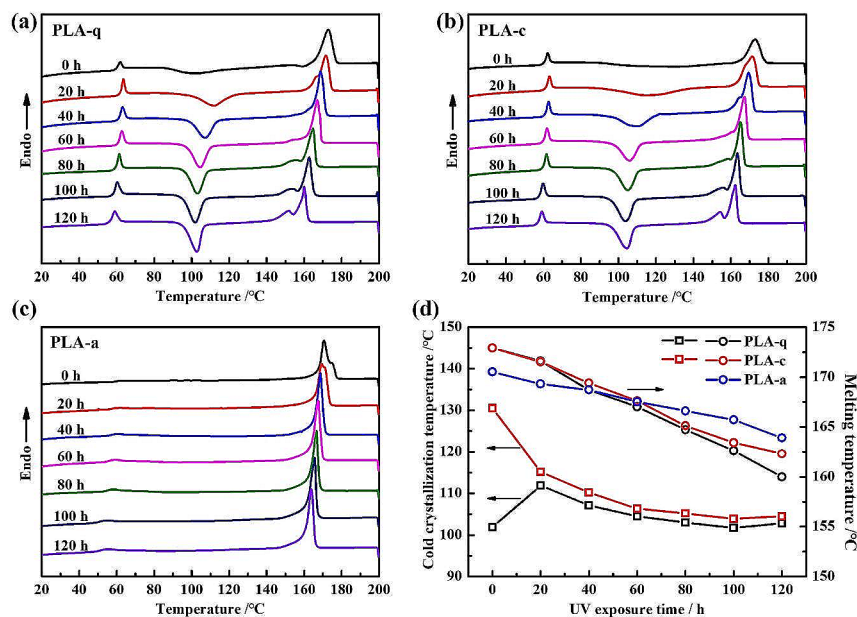 (a)
PLA-q
0 h
20 h
40 h
60 h
80 h
100 h
120 h
Endo
20 40 60 80 100 120 140 160 180 200
Temperature /°C
(b)
PLA-c
0 h
20 h
40 h
60 h
80 h
100 h
120 h
Endo
20 40 60 80 100 120 140 160 180 200
Temperature /°C
(c)
PLA-a
0 h
20 h
40 h
60 h
80 h
100 h
120 h
Endo
20 40 60 80 100 120 140 160 180 200
Temperature /°C
(d)
Cold crystallization temperature /°C
150
145
140
130
120
110
100
90
PLA-q
PLA-c
PLA-a
175
170
165
160
155
150
Melting temperature /°C
0 20 40 60 80 100 120
UV exposure time / h